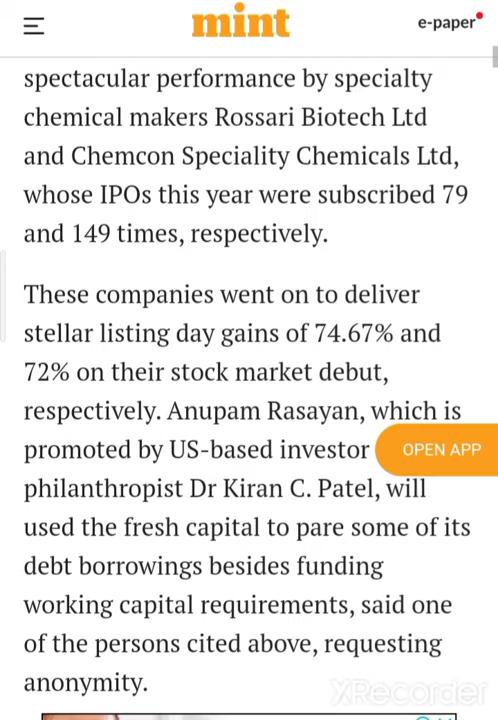 mint
e-paper
spectacular performance by specialty
chemical makers Rossari Biotech Ltd
and Chemcon Speciality Chemicals Ltd,
whose IPOs this year were subscribed 79
and 149 times, respectively.
These companies went on to deliver
stellar listing day gains of 74.67% and
72% on their stock market debut,
respectively. Anupam Rasayan, which is
promoted by US-based investor
OPEN APP
philanthropist Dr Kiran C. Patel, will
used the fresh capital to pare some of its
debt borrowings besides funding
working capital requirements, said one
of the persons cited above, requesting
anonymity.
XRecorder